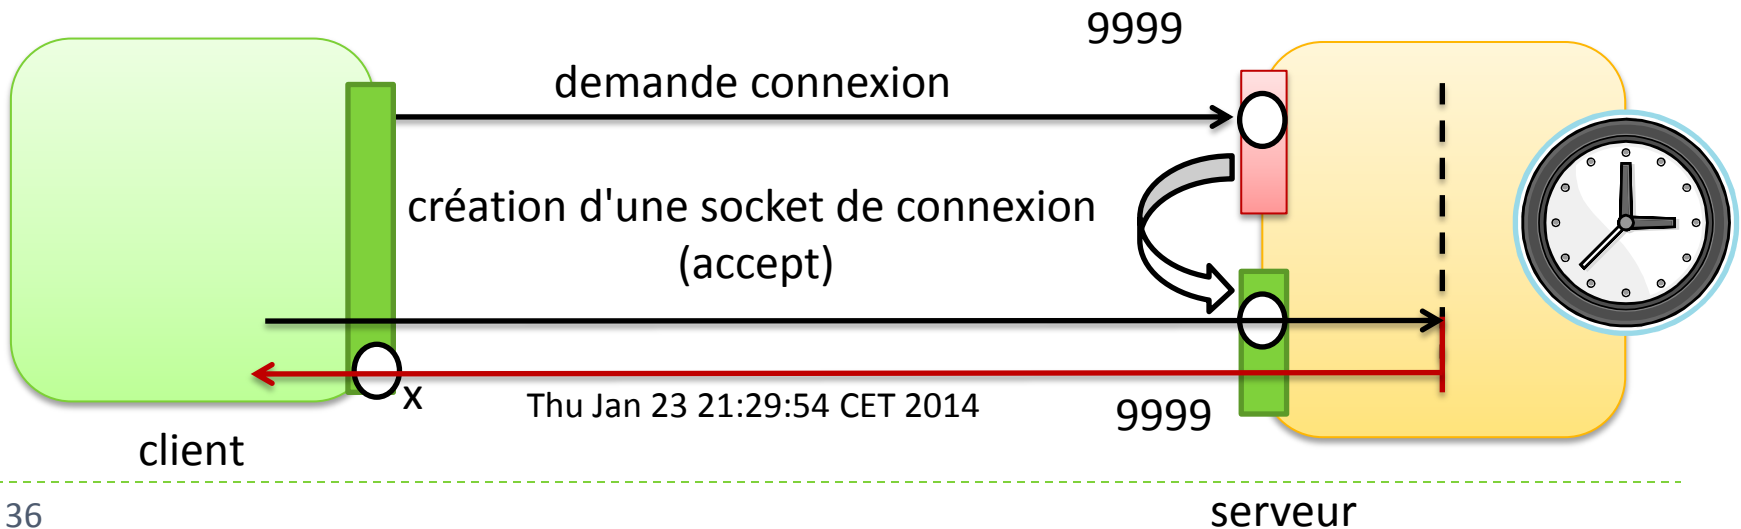 9999
demande connexion
création d'une socket de connexion
(accept)
x
Thu Jan 23 21:29:54 CET 2014
9999
client
36
serveur